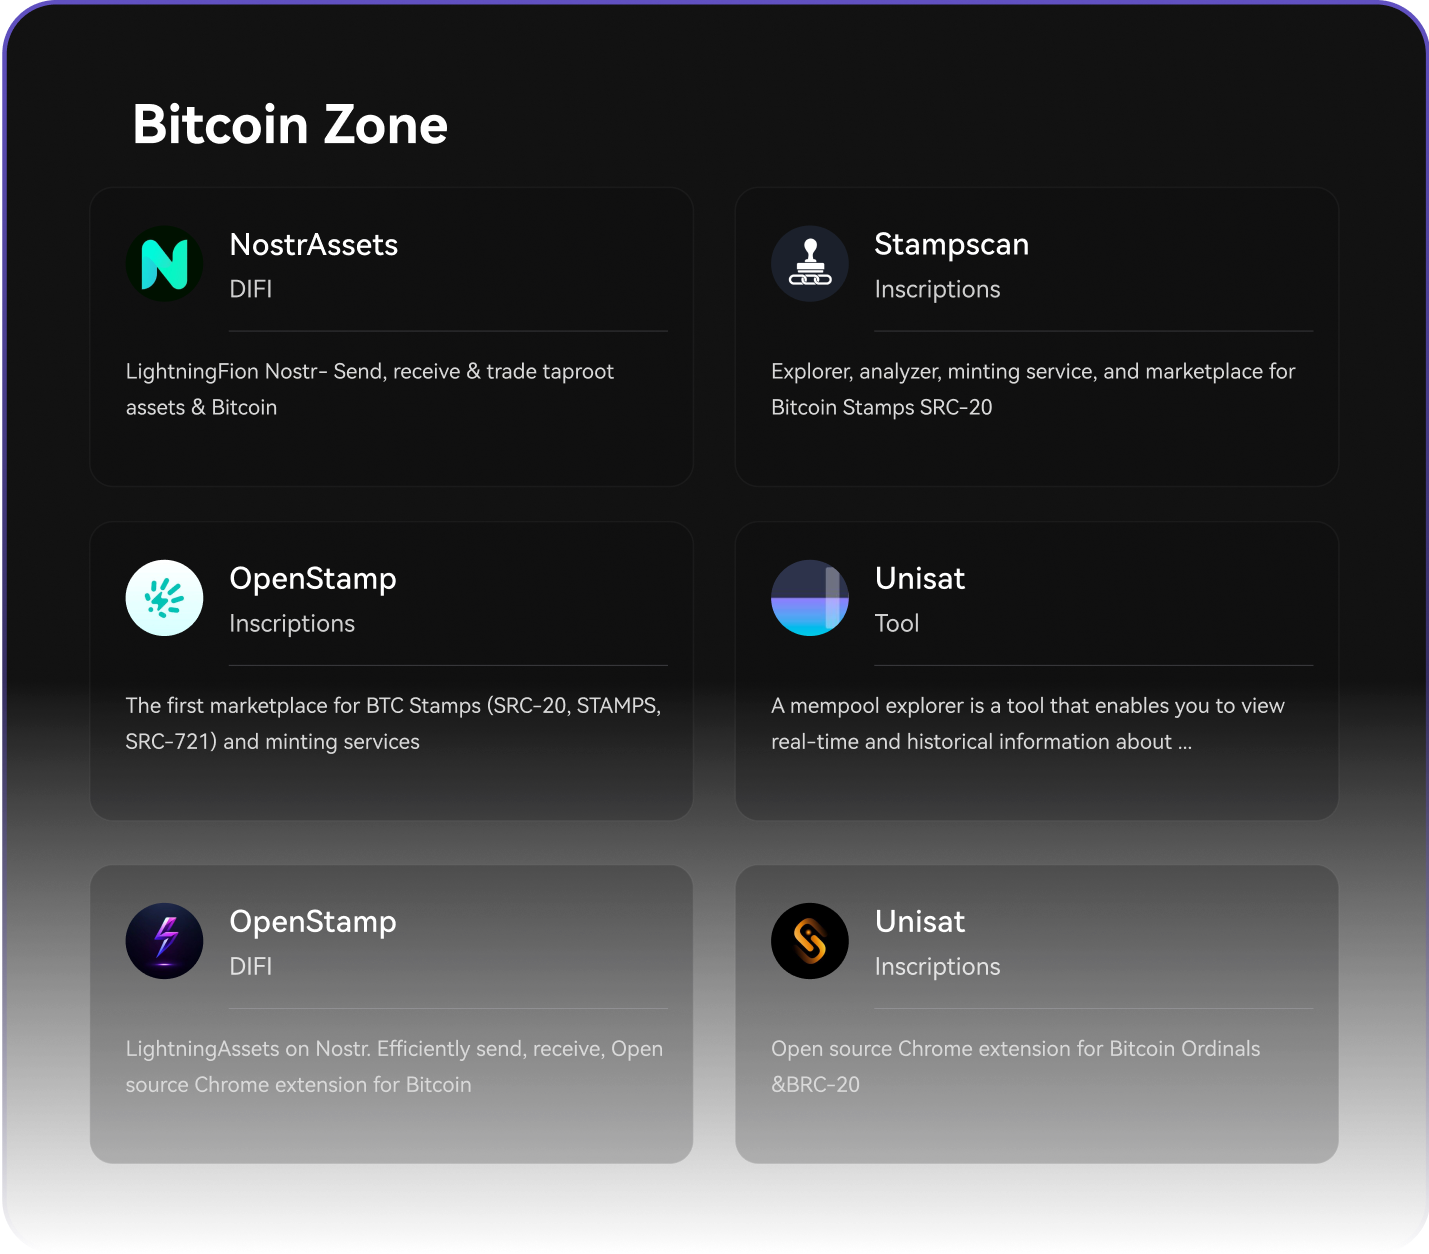 Bitcoin Zone
NostrAssets
DIFI
LightningFion Nostr- Send, receive & trade taproot
assets & Bitcoin
Stampscan
Inscriptions
Explorer, analyzer, minting service, and marketplace for
Bitcoin Stamps SRC-20
OpenStamp
Inscriptions
The first marketplace for BTC Stamps (SRC-20, STAMPS,
SRC-721) and minting services
Unisat
Tool
A mempool explorer is a tool that enables you to view
real-time and historical information about ...
OpenStamp
DIFI
LightningAssets on Nostr. Efficiently send, receive, Open
source Chrome extension for Bitcoin
Unisat
Inscriptions
Open source Chrome extension for Bitcoin Ordinals
&BRC-20